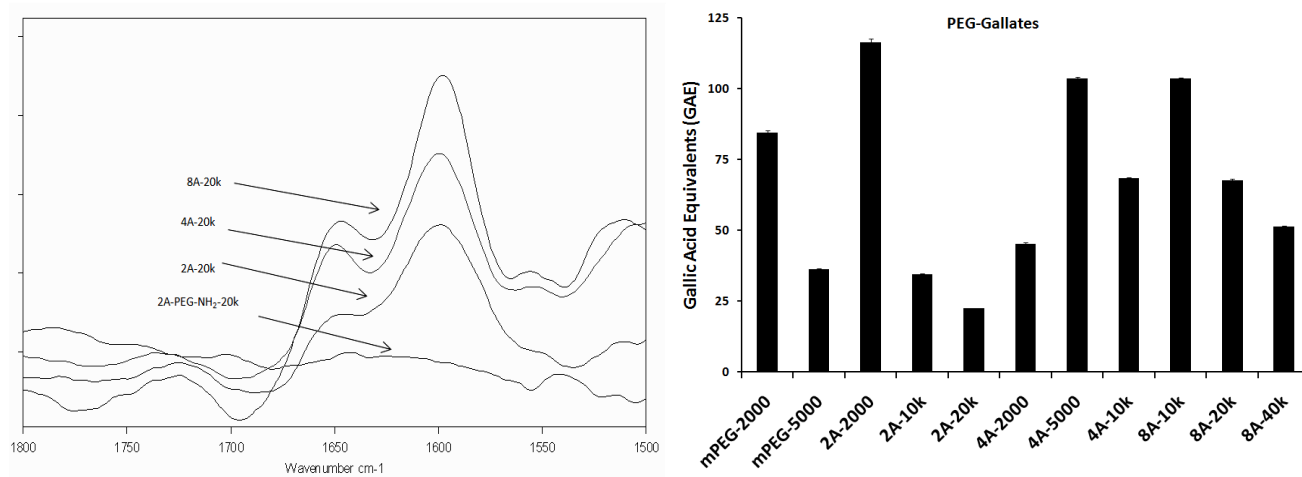 8A-20k
4A-20k
2A-20k
2A-PEG-NH₂-20k
1800
1750
1700
1650
1600
1550
1500
Wavenumber cm-1
PEG-Gallates
Gallic Acid Equivalents (GAE)
125
100
75
50
25
0
mPEG-2000
mPEG-5000
2A-2000
2A-10k
2A-20k
4A-2000
4A-5000
4A-10k
8A-10k
8A-20k
8A-40k